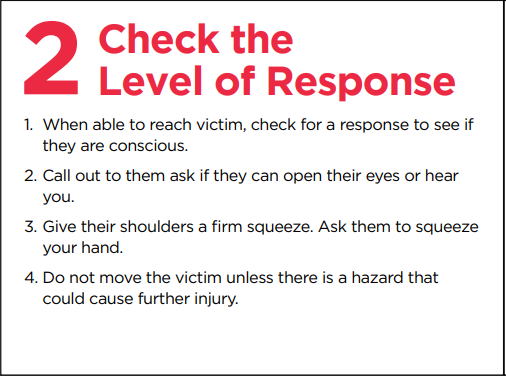 2 Check the
Level of Response
1. When able to reach victim, check for a response to see if
they are conscious.
2. Call out to them ask if they can open their eyes or hear
you.
3. Give their shoulders a firm squeeze. Ask them to squeeze
your hand.
4. Do not move the victim unless there is a hazard that
could cause further injury.